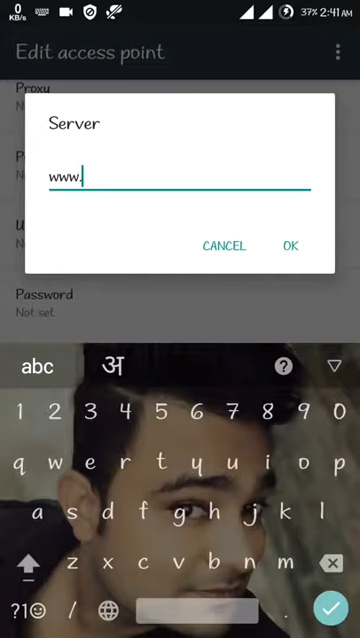 0 KB/s 37% 2:41 AM
Edit access point
Proxy
Server
www.
CANCEL OK
Password
Not set
abc अ ?
1 2 3 4 5 6 7 8 9 0
q w e r t y u i o p
a s d f g h j k l
z x c v b n m
?1☺ / .